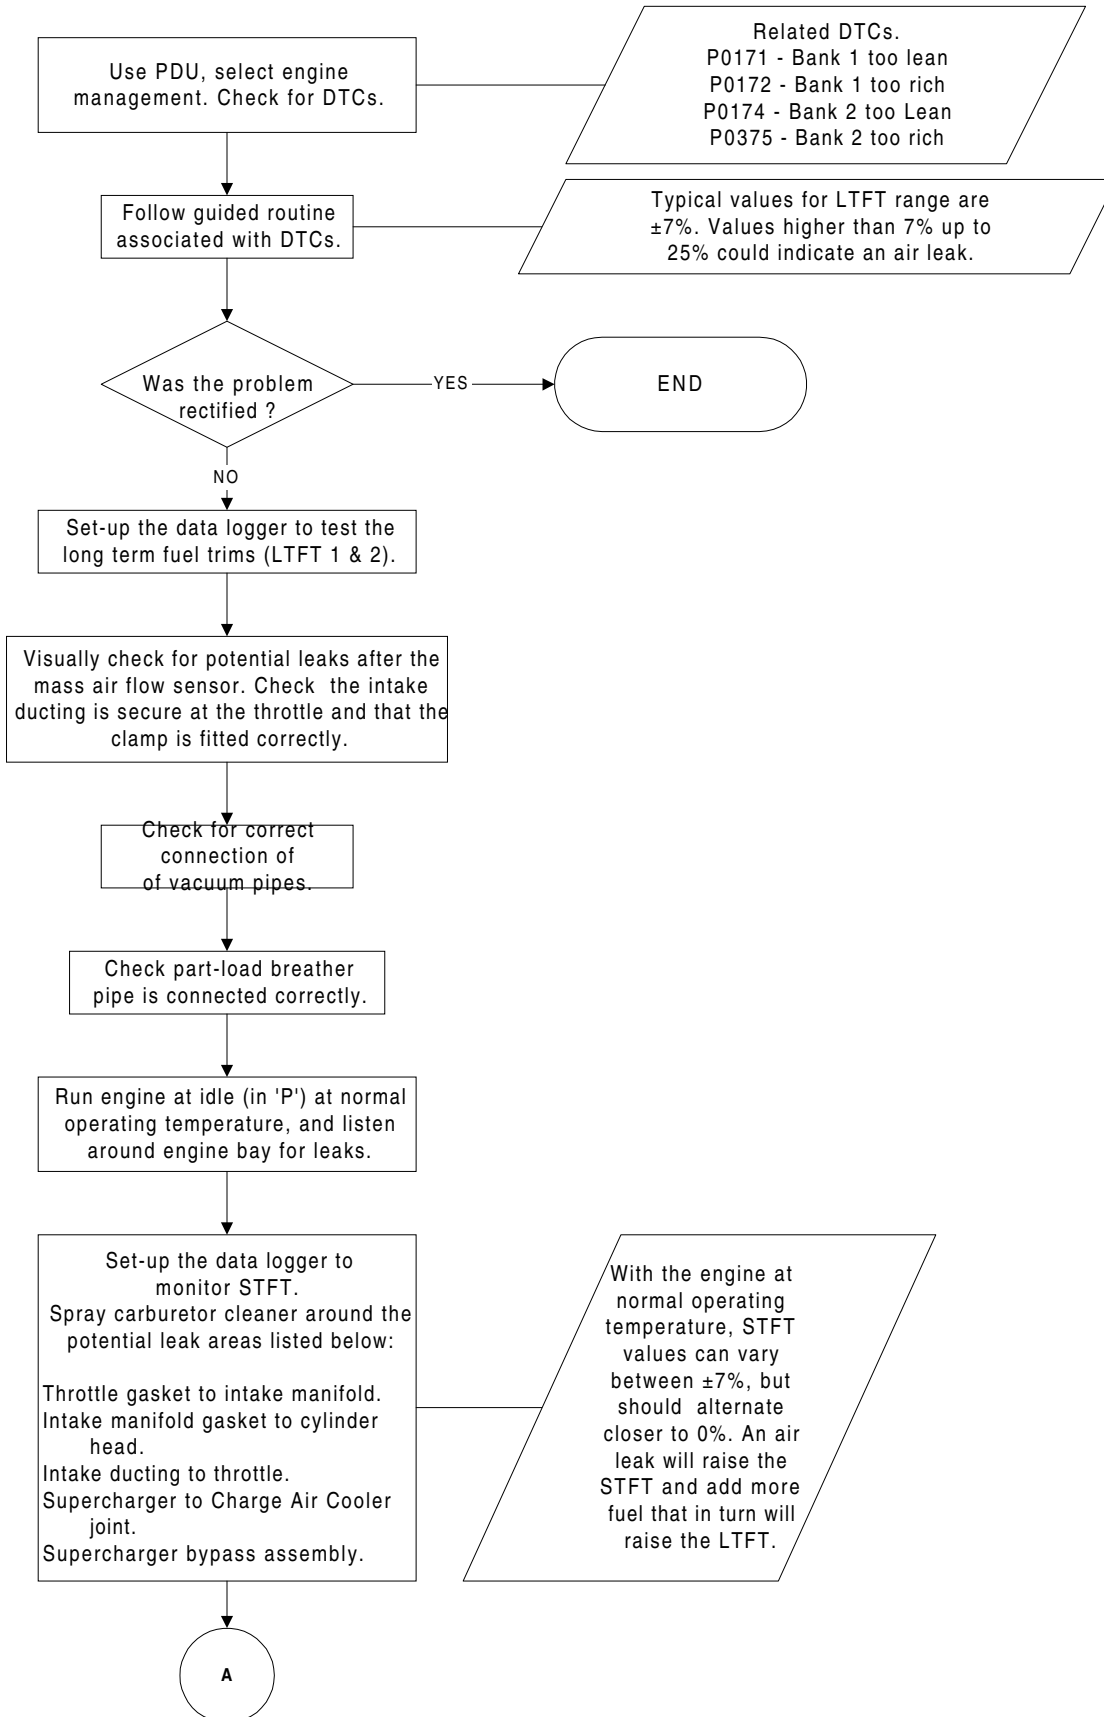 Use PDU, select engine
management. Check for DTCs.
Related DTCs.
P0171 - Bank 1 too lean
P0172 - Bank 1 too rich
P0174 - Bank 2 too Lean
P0375 - Bank 2 too rich
Follow guided routine
associated with DTCs.
Typical values for LTFT range are
±7%. Values higher than 7% up to
25% could indicate an air leak.
Was the problem
rectified ?
YES
END
NO
Set-up the data logger to test the
long term fuel trims (LTFT 1 & 2).
Visually check for potential leaks after the
mass air flow sensor. Check the intake
ducting is secure at the throttle and that the
clamp is fitted correctly.
Check for correct
connection of
of vacuum pipes.
Check part-load breather
pipe is connected correctly.
Run engine at idle (in 'P') at normal
operating temperature, and listen
around engine bay for leaks.
Set-up the data logger to
monitor STFT.
Spray carburetor cleaner around the
potential leak areas listed below:
Throttle gasket to intake manifold.
Intake manifold gasket to cylinder
head.
Intake ducting to throttle.
Supercharger to Charge Air Cooler
joint.
Supercharger bypass assembly.
With the engine at
normal operating
temperature, STFT
values can vary
between ±7%, but
should alternate
closer to 0%. An air
leak will raise the
STFT and add more
fuel that in turn will
raise the LTFT.
A